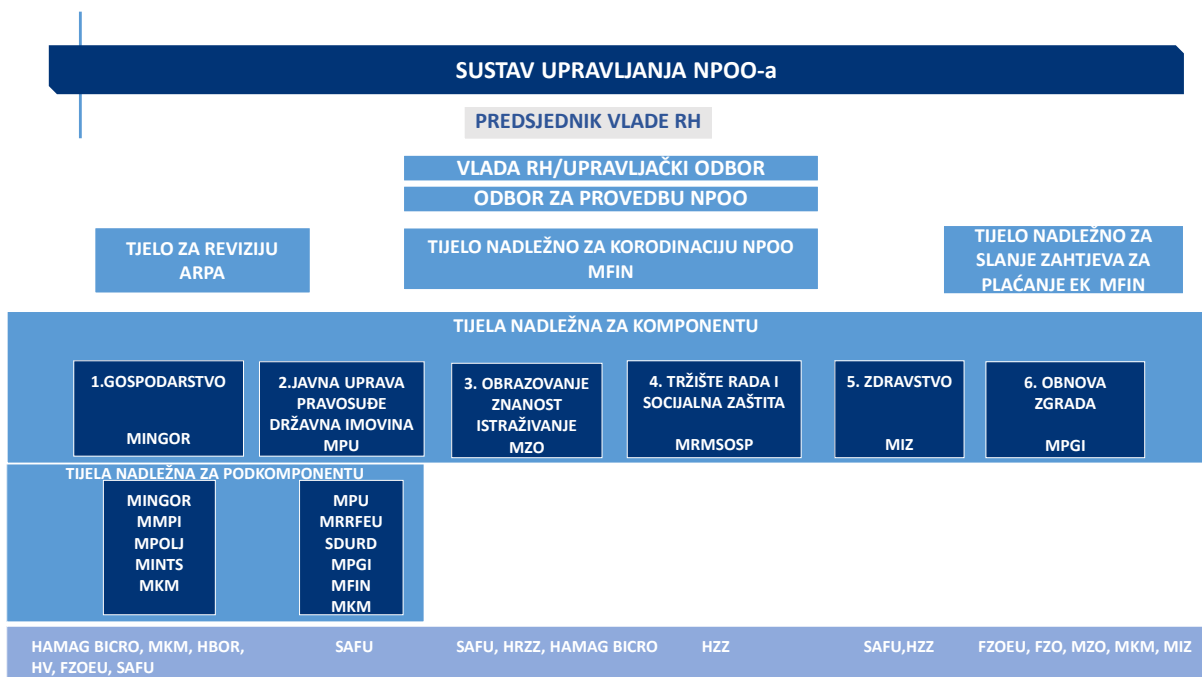 SUSTAV UPRAVLJANJA NPOO-a
PREDSJEDNIK VLADE RH
VLADA RH/UPRAVLJAČKI ODBOR
ODBOR ZA PROVEDBU NPOO
TJELO ZA REVIZIJU
ARPA
TIJELO NADLEŽNO ZA KORODINACIJU NPOO
MFIN
TIJELO NADLEŽNO ZA
SLANJE ZAHTJEVA ZA
PLAĆANJE EK MFIN
TIJELA NADLEŽNA ZA KOMPONENTU
1.GOSPODARSTVO
MINGOR
2.JAVNA UPRAVA
PRAVOSUĐE
DRŽAVNA IMOVINA
MPU
3. OBRAZOVANJE
ZNANOST
ISTRAŽIVANJE
MZO
4. TRŽIŠTE RADA I
SOCIJALNA ZAŠTITA
MRMSOSP
5. ZDRAVSTVO
MIZ
6. OBNOVA
ZGRADA
MPGI
TIJELA NADLEŽNA ZA PODKOMPONENTU
MINGOR
MMPI
MPOLJ
MINTS
MKM
MPU
MRRFEU
SDURD
MPGI
MFIN
MKM
HAMAG BICRO, MKM, HBOR,
HV, FZOEU, SAFU
SAFU
SAFU, HRZZ, HAMAG BICRO
HZZ
SAFU,HZZ
FZOEU, FZO, MZO, MKM, MIZ